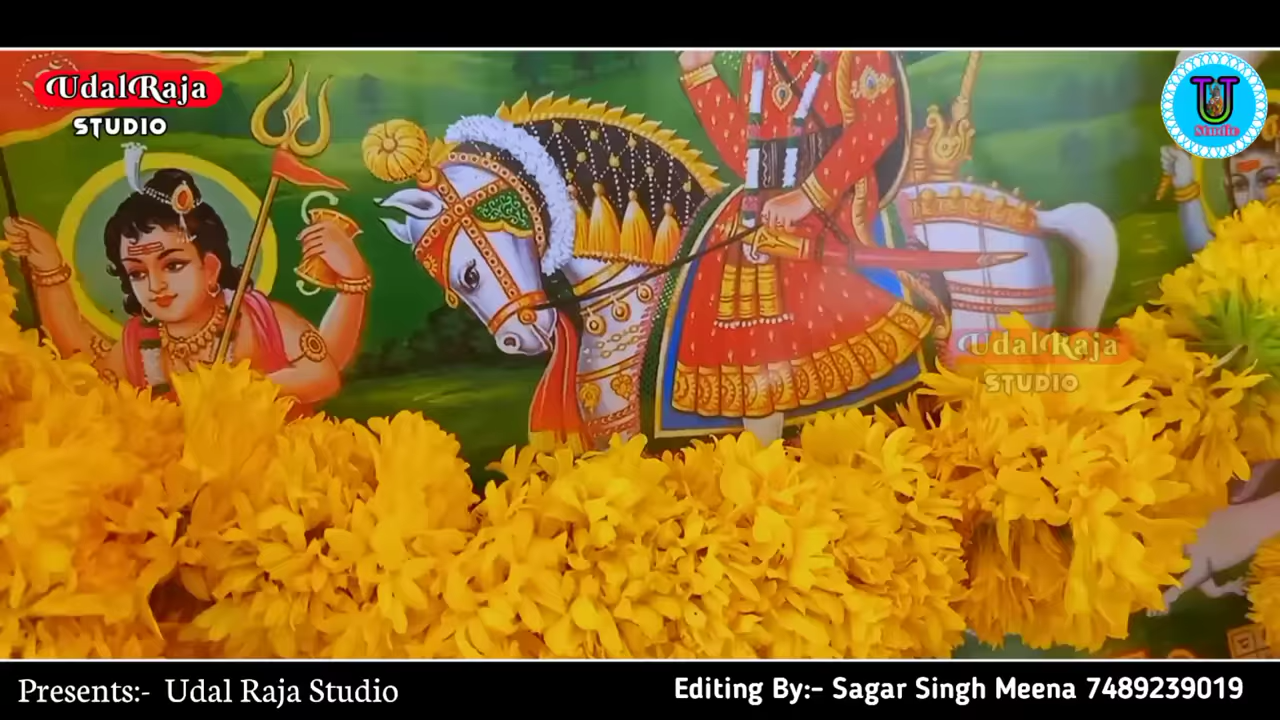 UdalRaja
STUDIO
U
Studio
UdalRaja
STUDIO
Presents:- Udal Raja Studio
Editing By:- Sagar Singh Meena 7489239019